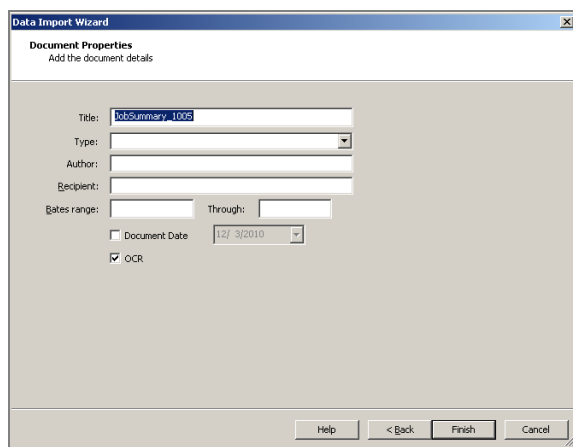 Data Import Wizard
Document Properties
Add the document details
Title: JobSummary_1005
Type:
Author:
Recipient:
Bates range: Through:
Document Date 12/ 3/2010
OCR
Help < Back Finish Cancel